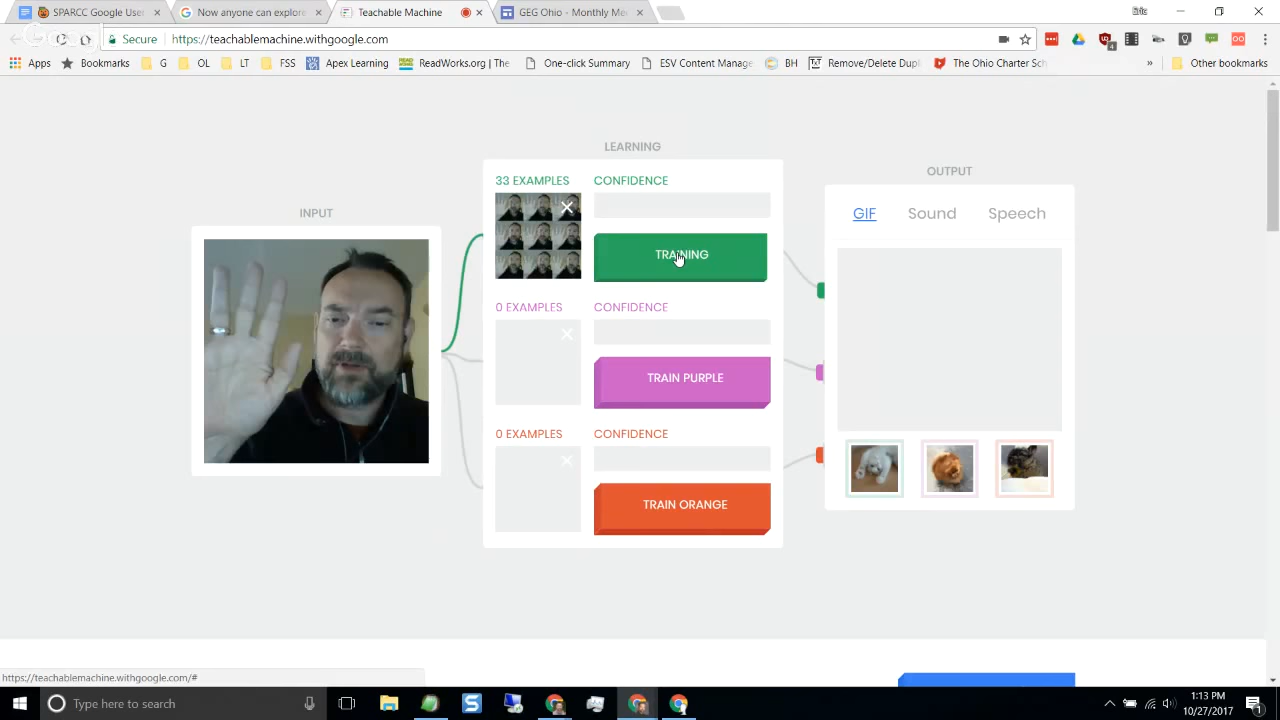 SPARCC Google User
Now anyone can explore
Teachable Machine
GEG Ohio - Monthly Me
Secure
https://teachablemachine.withgoogle.com
4
Apps
Bookmarks
G
OL
LT
FSS
Apex Learning
ReadWorks.org | The
One-click Summary
ESV Content Manage
BH
Remove/Delete Dupl
The Ohio Charter Sch
»
Other bookmarks
INPUT
LEARNING
33 EXAMPLES
CONFIDENCE
TRAINING
0 EXAMPLES
CONFIDENCE
TRAIN PURPLE
0 EXAMPLES
CONFIDENCE
TRAIN ORANGE
OUTPUT
GIF
Sound
Speech
https://teachablemachine.withgoogle.com/#
Type here to search
1:13 PM
10/27/2017